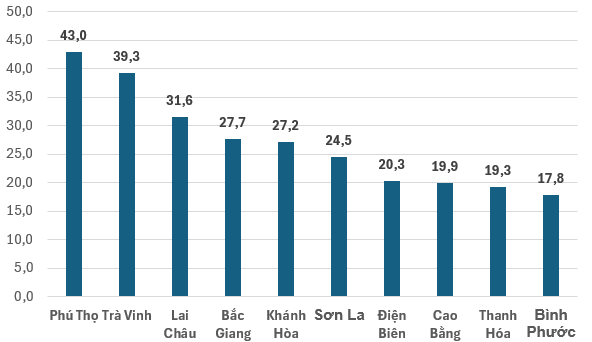 50,0
45,0
40,0
35,0
30,0
25,0
20,0
15,0
10,0
5,0
0,0
43,0
39,3
31,6
27,7
27,2
24,5
20,3
19,9
19,3
17,8
Phú Thọ
Trà Vinh
Lai
Châu
Bắc
Giang
Khánh
Hòa
Sơn La
Điện
Biên
Cao
Bằng
Thanh
Hóa
Bình
Phước